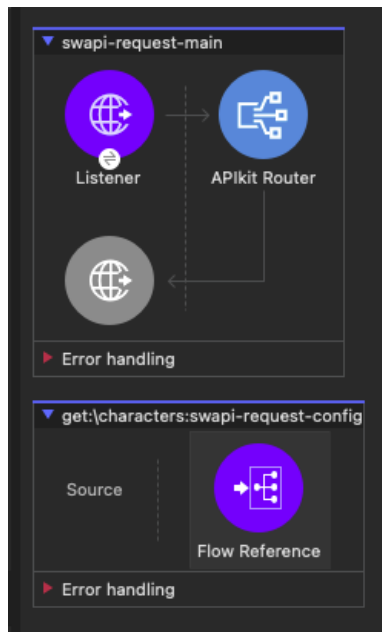 swapi-request-main
Listener
APIkit Router
Error handling
get:\characters:swapi-request-config
Source
Flow Reference
Error handling